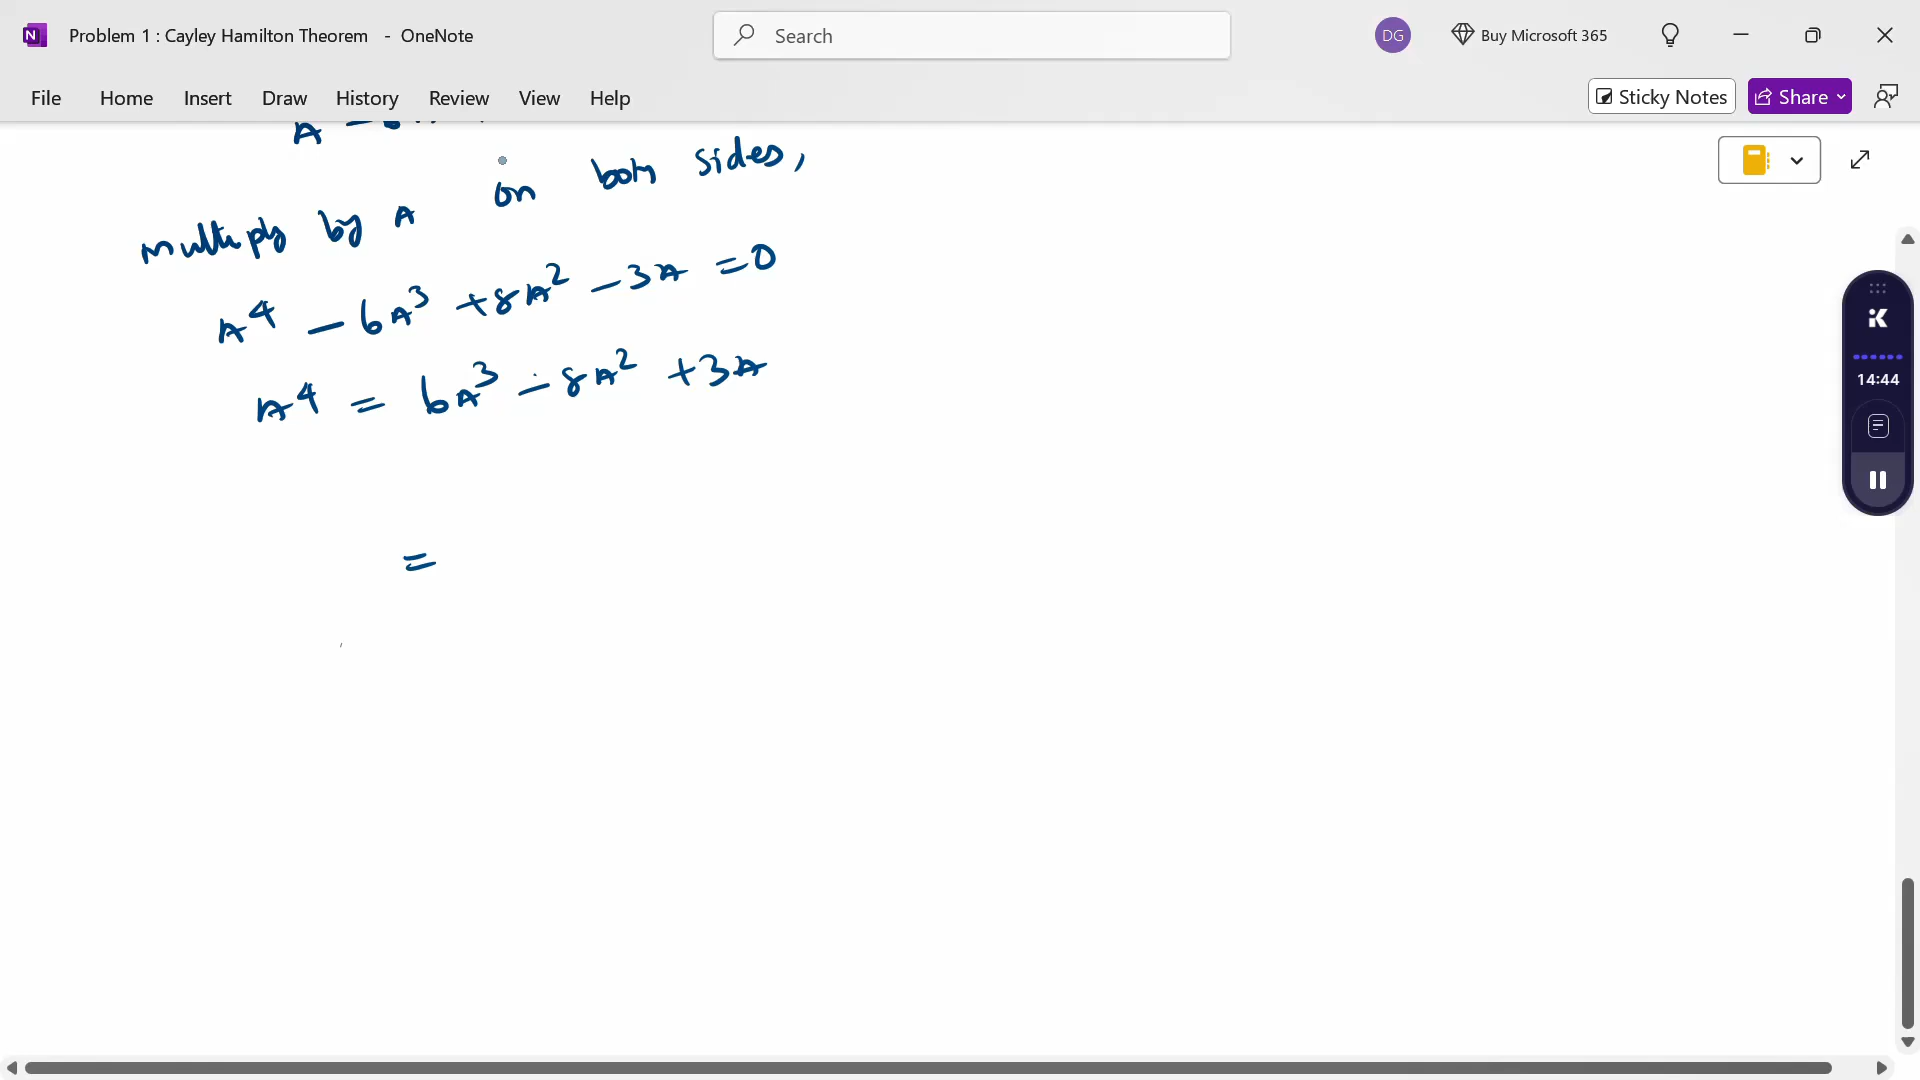 Problem 1 : Cayley Hamilton Theorem - OneNote
Search
DG
Buy Microsoft 365
File Home Insert Draw History Review View Help
Sticky Notes
Share
multiply by A on both sides,
A⁴ - 6A³ + 8A² - 3A = 0
A⁴ = 6A³ - 8A² + 3A
=
14:44